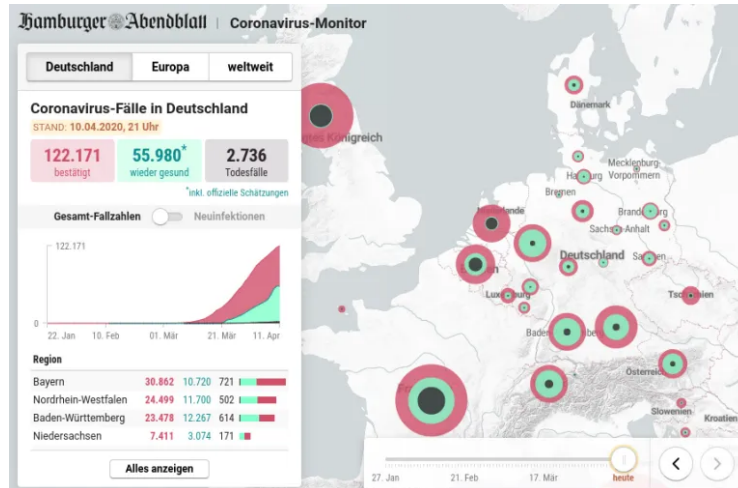 Hamburger Abendblatt | Coronavirus-Monitor
Deutschland Europa weltweit
Coronavirus-Fälle in Deutschland
STAND: 10.04.2020, 21 Uhr
122.171 55.980* 2.736
bestätigt wieder gesund Todesfälle
*inkl. offizielle Schätzungen
Gesamt-Fallzahlen Neuinfektionen
122.171
0
22. Jan 10. Feb 01. Mär 21. Mär 11. Apr
Region
Bayern 30.862 10.720 721
Nordrhein-Westfalen 24.499 11.700 502
Baden-Württemberg 23.478 12.267 614
Niedersachsen 7.411 3.074 171
Alles anzeigen
Königreich
Dänemark
Mecklenburg-
Vorpommern
Bremen
Sachsen-Anhalt
Deutschland
Österreich
Slowenien
Kroatien
27. Jan 21. Feb 17. Mär heute